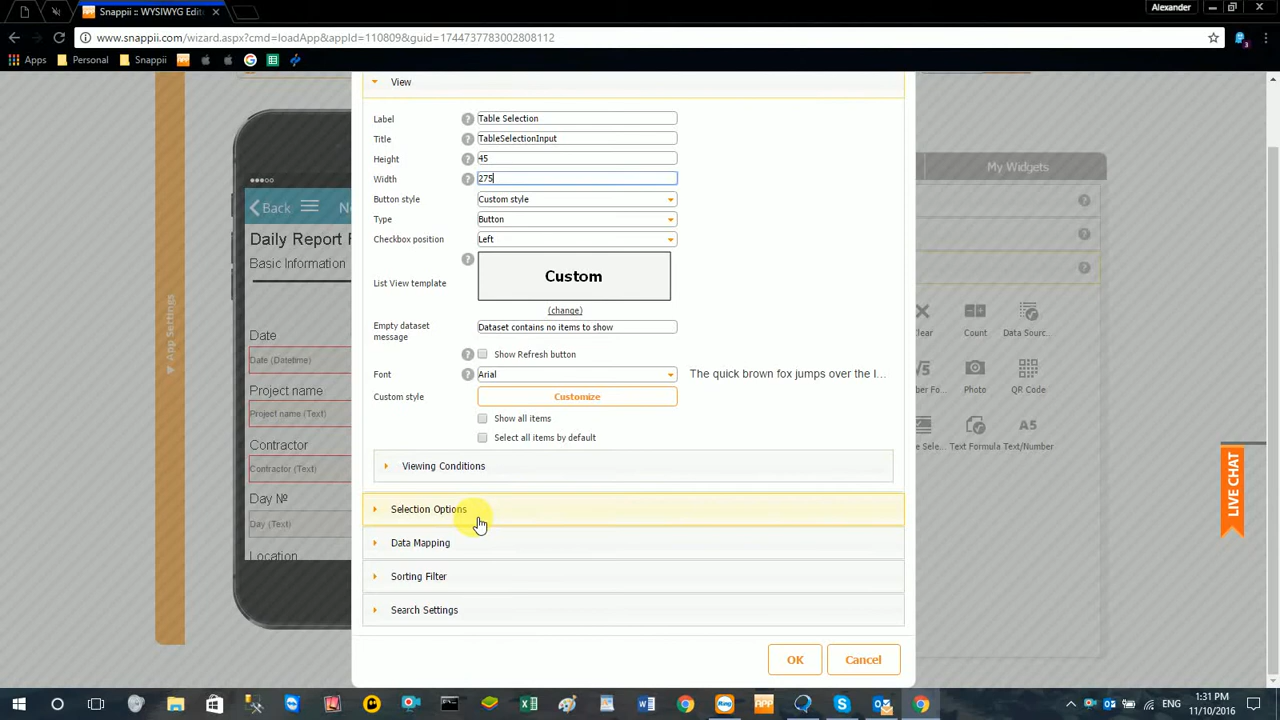 Snappii :: WYSIWYG Edit
Alexander
www.snappii.com/wizard.aspx?cmd=loadApp&appId=110809&guid=1744737783002808112
Apps
Personal
Snappii
View
Label
Table Selection
Title
TableSelectionInput
Height
45
Width
275
Button style
Custom style
Type
Button
Checkbox position
Left
List View template
Custom
(change)
Empty dataset
message
Dataset contains no items to show
Show Refresh button
Font
Arial
The quick brown fox jumps over the l...
Custom style
Customize
Show all items
Select all items by default
Viewing Conditions
Selection Options
Data Mapping
Sorting Filter
Search Settings
OK
Cancel
App Settings
Back
Daily Report
Basic Information
Date
Date (Datetime)
Project name
Project name (Text)
Contractor
Contractor (Text)
Day №
Day (Text)
Location
My Widgets
Count
Data Sourc...
Photo
QR Code
A5
Text Formula
Text/Number
LIVE CHAT
ENG
1:31 PM
11/10/2016